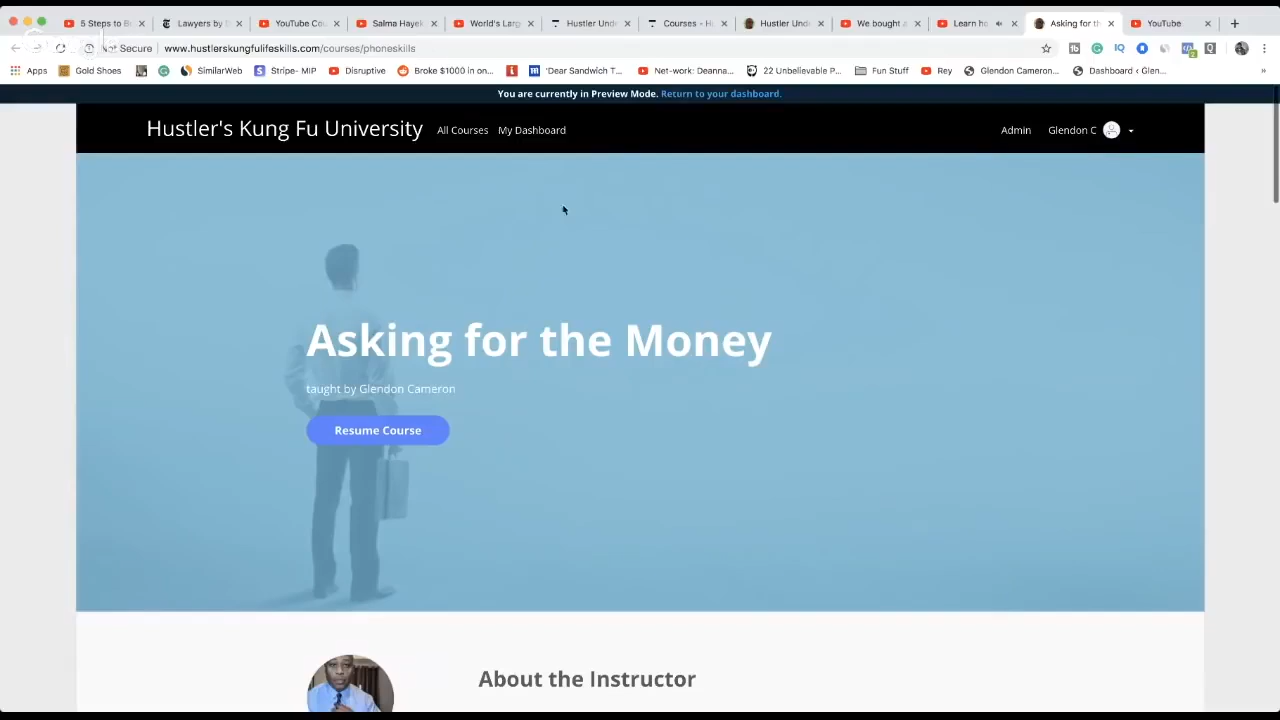 5 Steps to B
Lawyers by
YouTube Cou
Salma Hayek
World's Larg
Hustler Und
Courses - H
Hustler Und
We bought a
Learn ho
Asking for th
YouTube
Not Secure
www.hustlerskungfulifeskills.com/courses/phoneskills
Apps
Gold Shoes
SimilarWeb
Stripe- MIP
Disruptive
Broke $1000 in on...
'Dear Sandwich T...
Net-work: Deanna...
22 Unbelievable P...
Fun Stuff
Rey
Glendon Cameron...
Dashboard ‹ Glen...
You are currently in Preview Mode. Return to your dashboard.
Hustler's Kung Fu University
All Courses
My Dashboard
Admin
Glendon C
Asking for the Money
taught by Glendon Cameron
Resume Course
About the Instructor